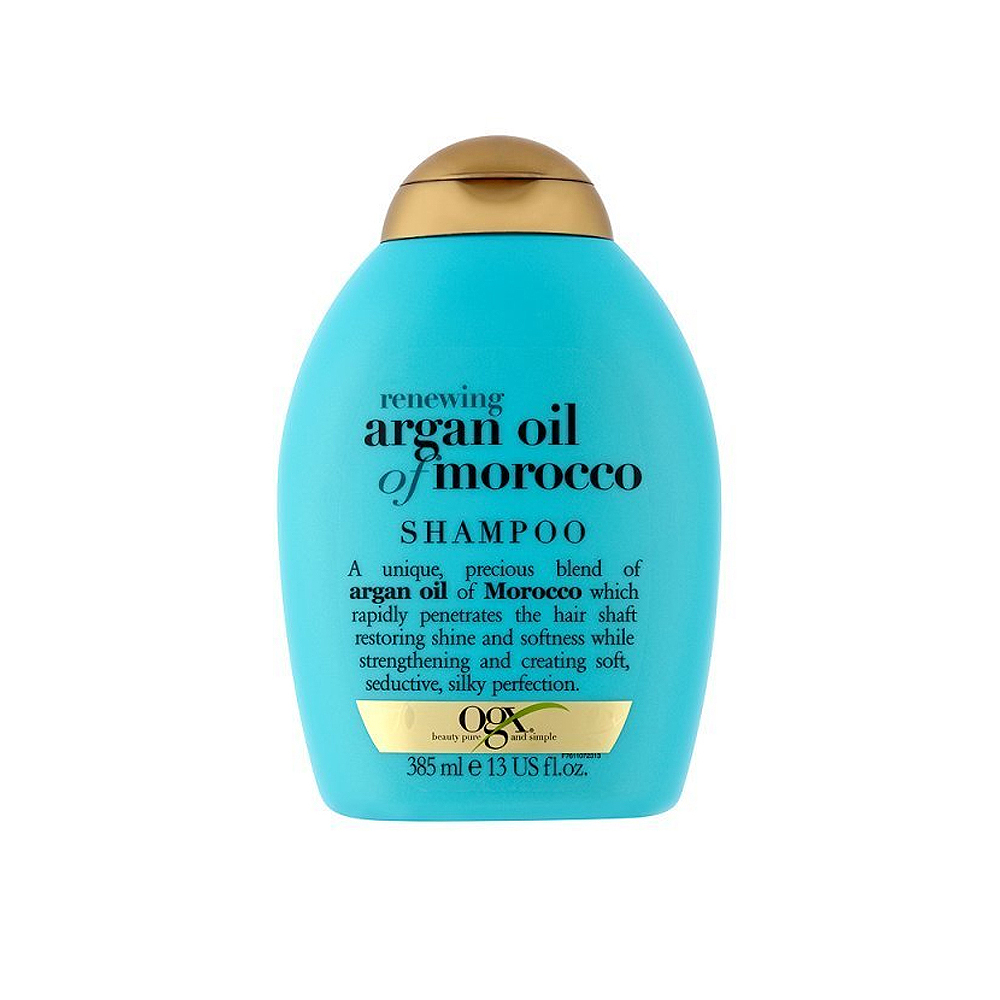 renewing
argan oil
of morocco
SHAMPOO
A unique, precious blend of
argan oil of Morocco which
rapidly penetrates the hair shaft
restoring shine and softness while
strengthening and creating soft,
seductive, silky perfection.
ogx®
beauty pure and simple
385 ml e 13 US fl.oz.